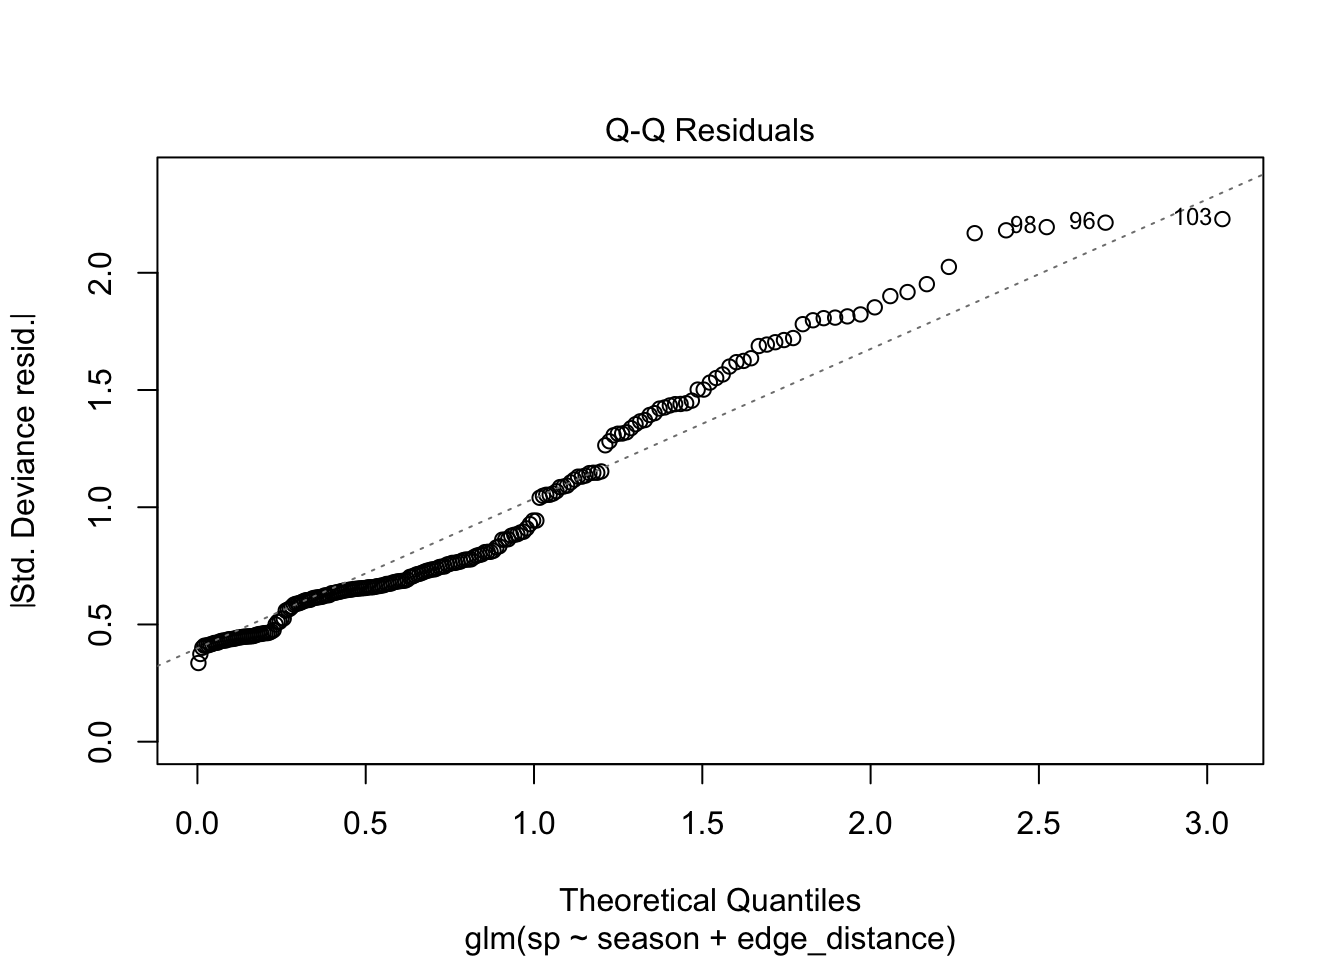 Q-Q Residuals
|Std. Deviance resid.|
2.0
1.5
1.0
0.5
0.0
98
96
103
0.0 0.5 1.0 1.5 2.0 2.5 3.0
Theoretical Quantiles
glm(sp ~ season + edge_distance)